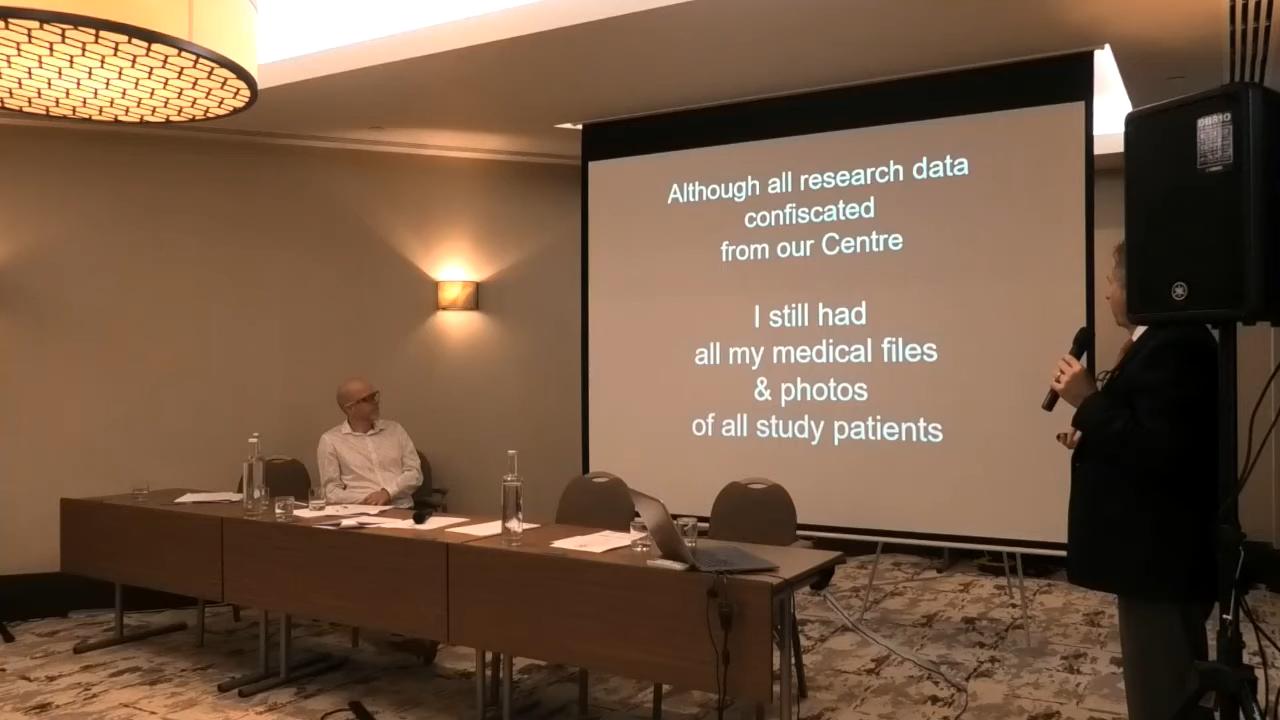 Although all research data
confiscated
from our Centre
I still had
all my medical files
& photos
of all study patients